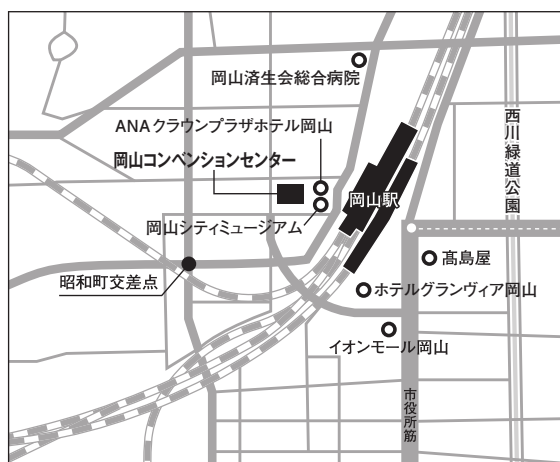 岡山済生会総合病院
ANAクラウンプラザホテル岡山
岡山コンベンションセンター
岡山シティミュージアム
岡山駅
西川緑道公園
昭和町交差点
髙島屋
ホテルグランヴィア岡山
イオンモール岡山
市役所筋